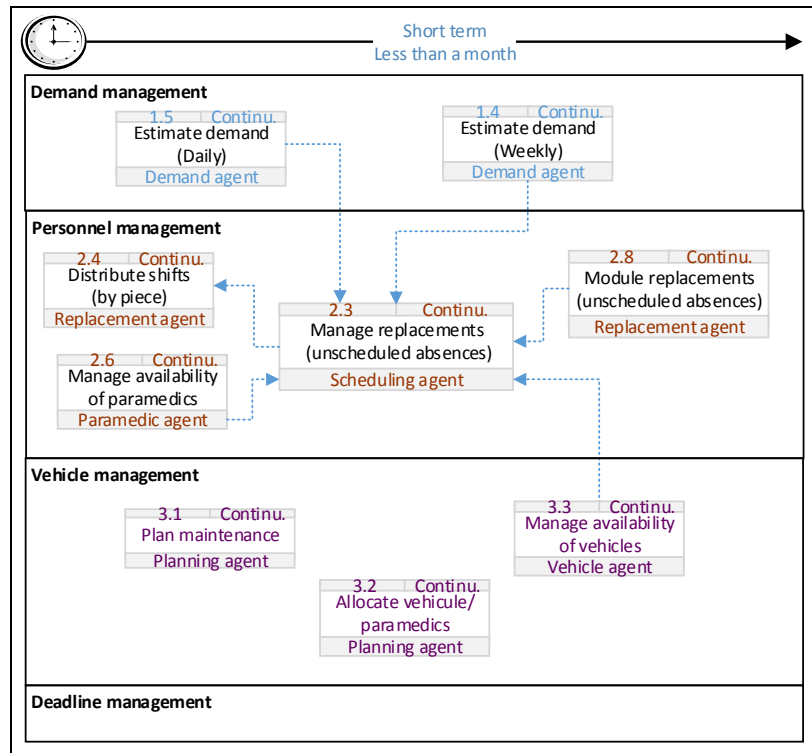 Short term
Less than a month
Demand management
1.5 Continu.
Estimate demand
(Daily)
Demand agent
1.4 Continu.
Estimate demand
(Weekly)
Demand agent
Personnel management
2.4 Continu.
Distribute shifts
(by piece)
Replacement agent
2.6 Continu.
Manage availability
of paramedics
Paramedic agent
2.3 Continu.
Manage replacements
(unscheduled absences)
Scheduling agent
2.8 Continu.
Module replacements
(unscheduled absences)
Replacement agent
Vehicle management
3.1 Continu.
Plan maintenance
Planning agent
3.2 Continu.
Allocate vehicule/
paramedics
Planning agent
3.3 Continu.
Manage availability
of vehicles
Vehicle agent
Deadline management